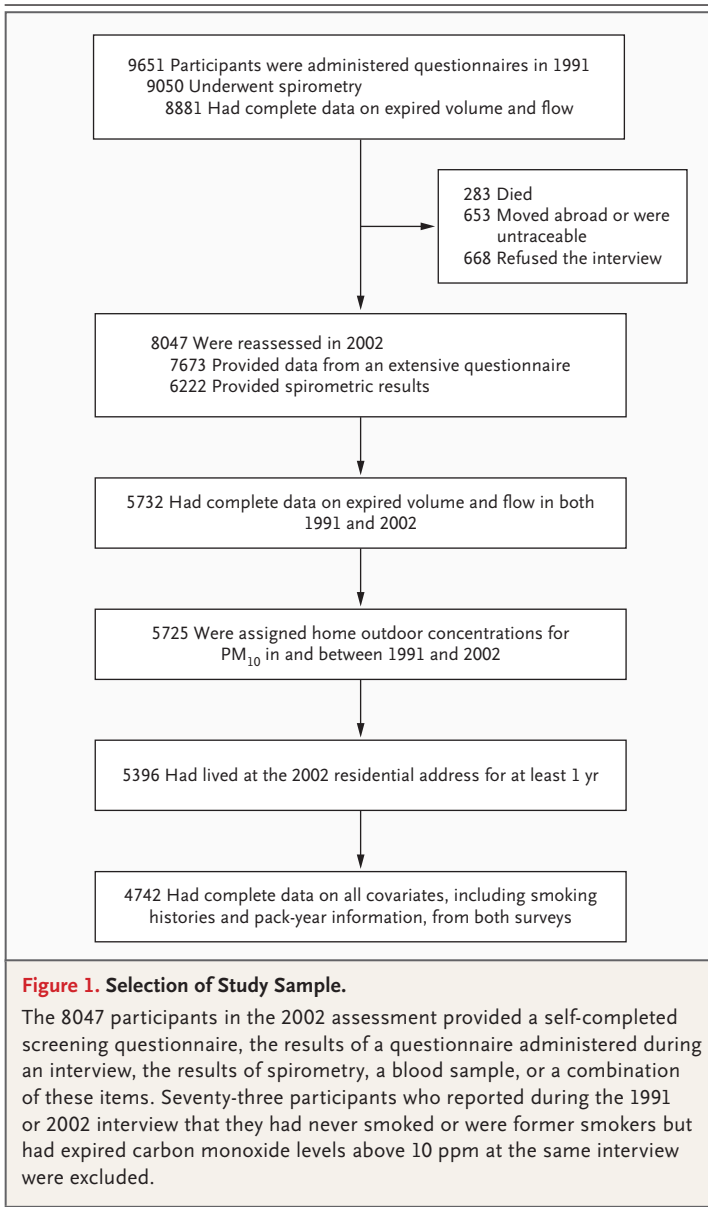 9651 Participants were administered questionnaires in 1991
9050 Underwent spirometry
8881 Had complete data on expired volume and flow
283 Died
653 Moved abroad or were
untraceable
668 Refused the interview
8047 Were reassessed in 2002
7673 Provided data from an extensive questionnaire
6222 Provided spirometric results
5732 Had complete data on expired volume and flow in both
1991 and 2002
5725 Were assigned home outdoor concentrations for
PM₁₀ in and between 1991 and 2002
5396 Had lived at the 2002 residential address for at least 1 yr
4742 Had complete data on all covariates, including smoking
histories and pack-year information, from both surveys
Figure 1. Selection of Study Sample.
The 8047 participants in the 2002 assessment provided a self-completed
screening questionnaire, the results of a questionnaire administered during
an interview, the results of spirometry, a blood sample, or a combination
of these items. Seventy-three participants who reported during the 1991
or 2002 interview that they had never smoked or were former smokers but
had expired carbon monoxide levels above 10 ppm at the same interview
were excluded.